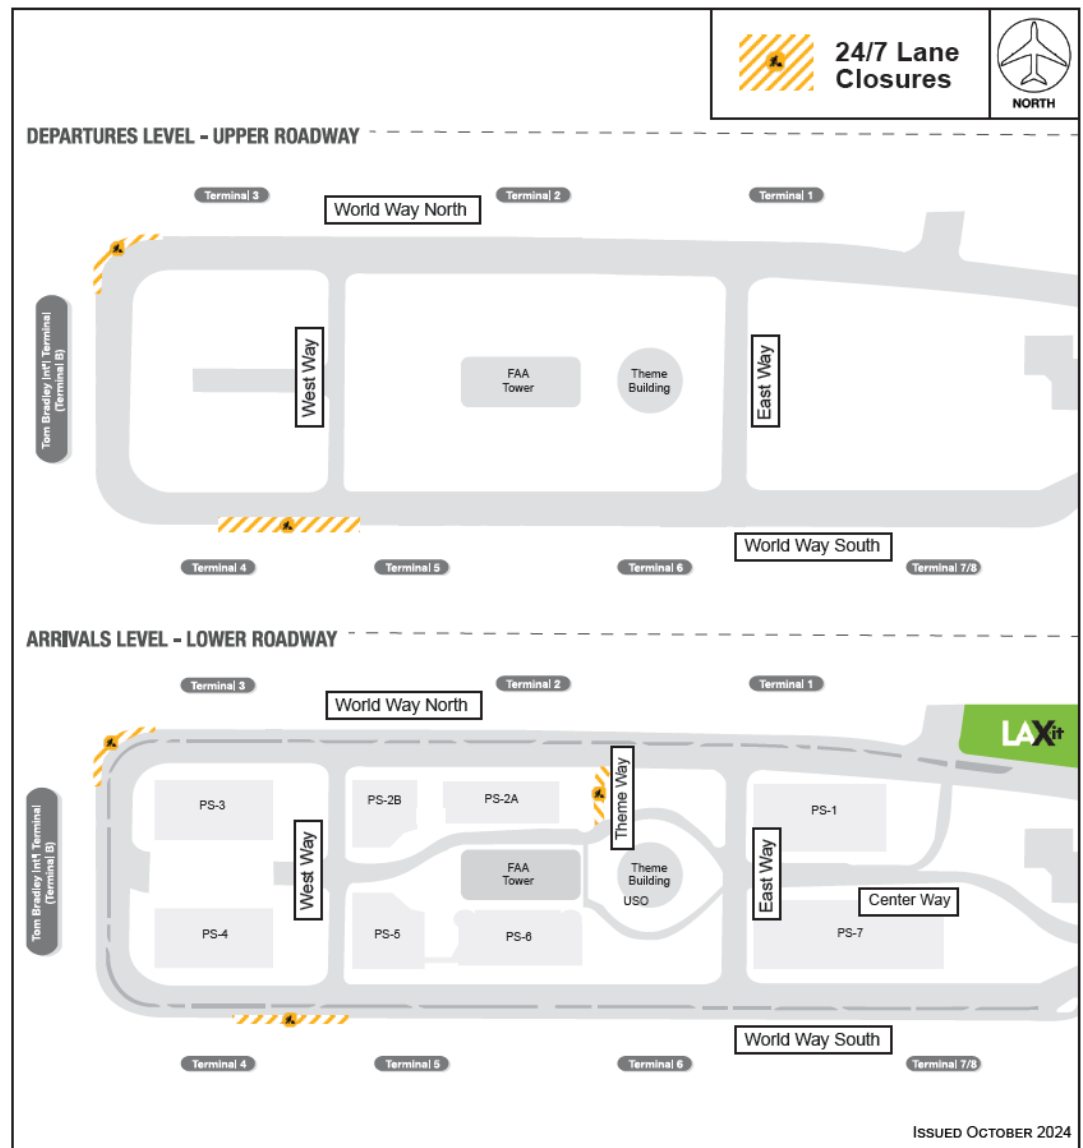 24/7 Lane
Closures
NORTH
DEPARTURES LEVEL - UPPER ROADWAY
Terminal 3
Terminal 2
Terminal 1
World Way North
Tom Bradley Int'l Terminal
(Terminal B)
West Way
FAA
Tower
Theme
Building
East Way
World Way South
Terminal 4
Terminal 5
Terminal 6
Terminal 7/8
ARRIVALS LEVEL - LOWER ROADWAY
Terminal 3
Terminal 2
Terminal 1
World Way North
LAXit
Tom Bradley Int'l Terminal
(Terminal B)
PS-3
PS-2B
PS-2A
Theme Way
PS-1
West Way
FAA
Tower
Theme
Building
USO
East Way
Center Way
PS-4
PS-5
PS-6
PS-7
World Way South
Terminal 4
Terminal 5
Terminal 6
Terminal 7/8
ISSUED OCTOBER 2024